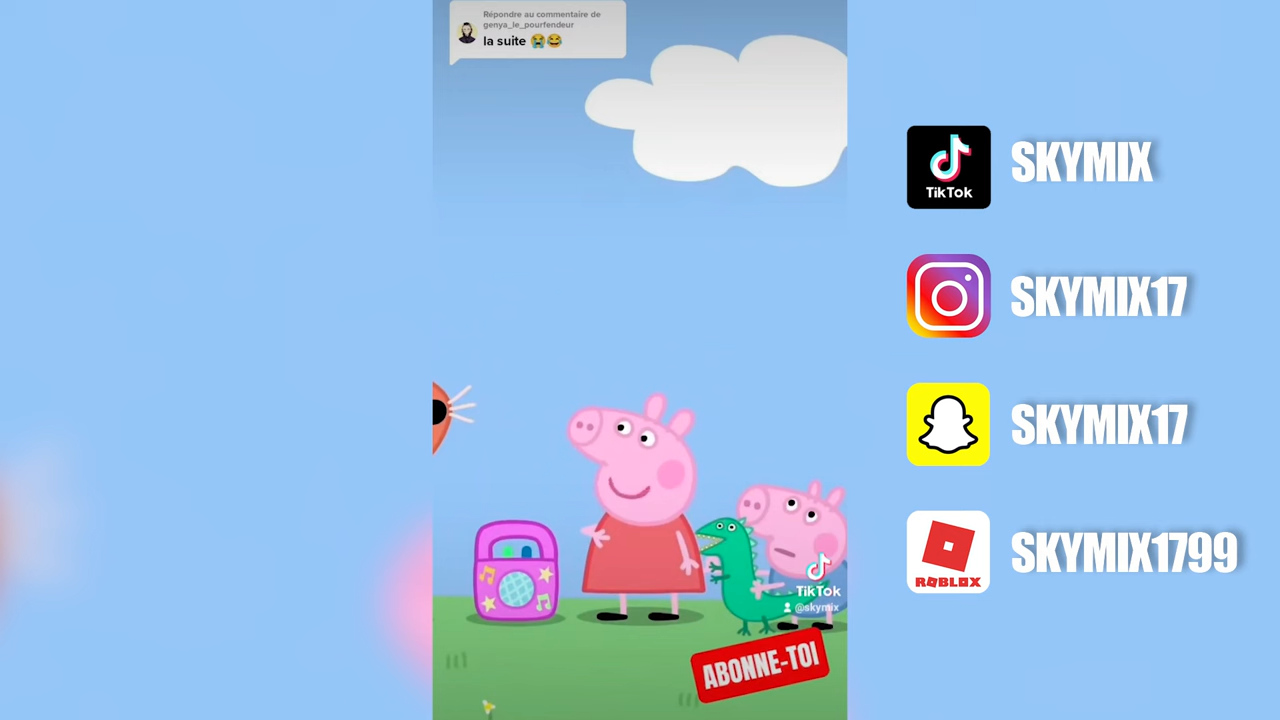 Répondre au commentaire de
genya_le_pourfendeur
la suite 😭😂
TikTok
SKYMIX
SKYMIX17
SKYMIX17
ROBLOX
SKYMIX1799
TikTok
@skymix
ABONNE-TOI